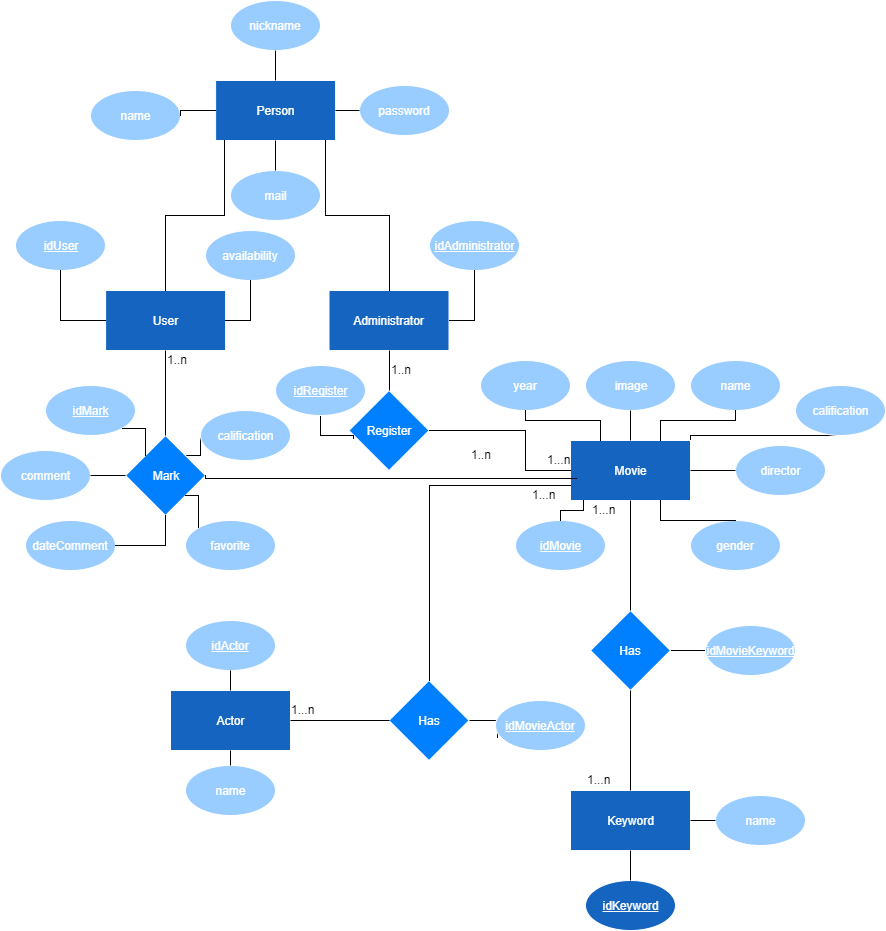 nickname
Person
name
password
mail
idUser
availability
idAdministrator
User
Administrator
1..n
1..n
idRegister
year
image
name
idMark
calification
calification
Register
1..n
1...n
Mark
Movie
director
comment
1...n
1...n
dateComment
favorite
idMovie
gender
idActor
Has
idMovieKeyword
1...n
Actor
Has
idMovieActor
name
1...n
Keyword
name
idKeyword